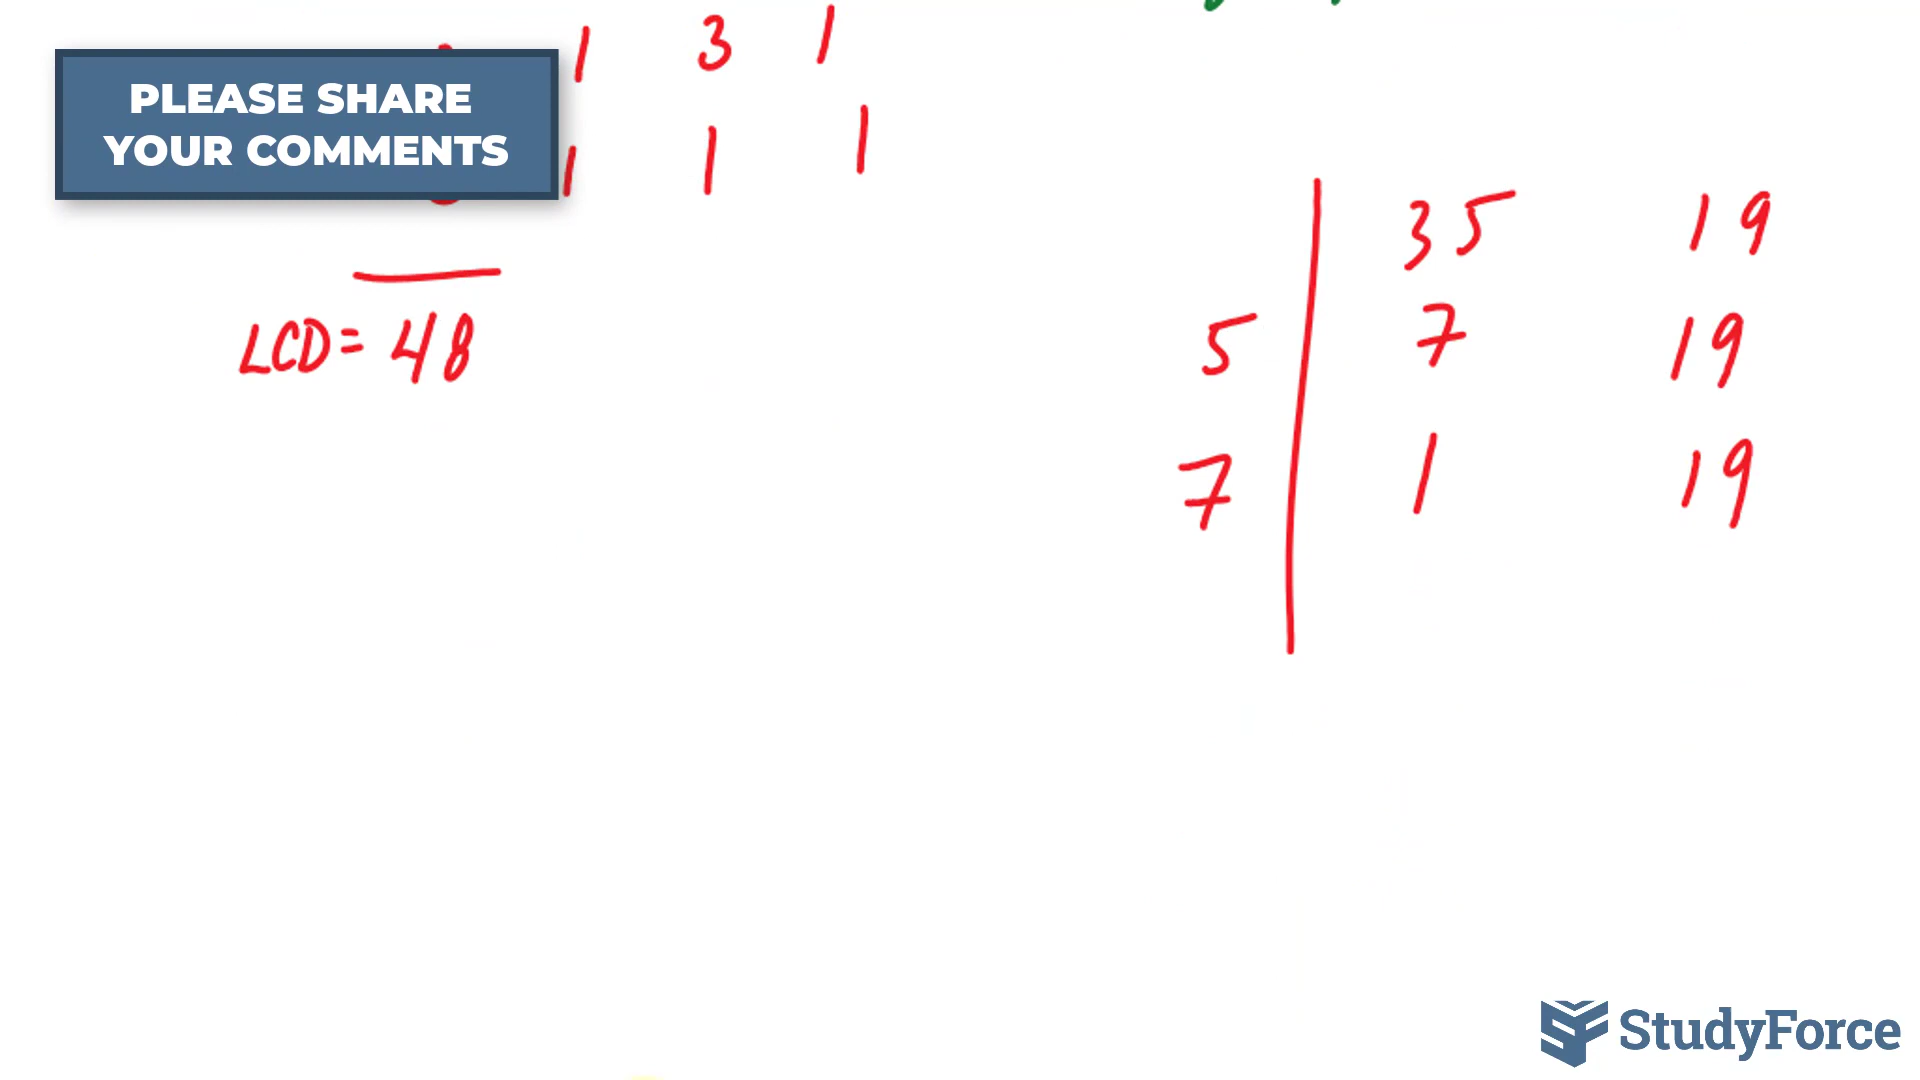 1 3 1
PLEASE SHARE
YOUR COMMENTS
1 1 1
LCD= 48
35 19
5 7 19
7 1 19
StudyForce